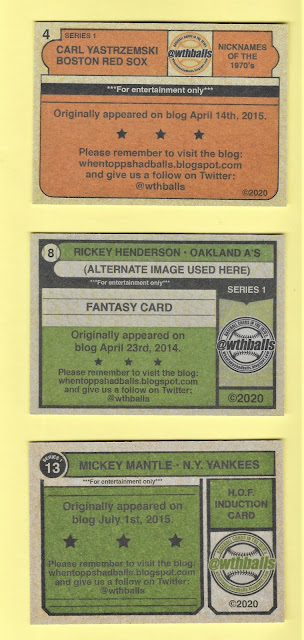 4
SERIES 1
CARL YASTRZEMSKI
BOSTON RED SOX
@wthballs
NICKNAMES
OF THE
1970's
***For entertainment only***
Originally appeared on blog April 14th, 2015.
Please remember to visit the blog:
whentoppshadballs.blogspot.com
and give us a follow on Twitter:
@wthballs
©2020
8
RICKEY HENDERSON · OAKLAND A'S
(ALTERNATE IMAGE USED HERE)
***For entertainment only***
SERIES 1
FANTASY CARD
Originally appeared on
blog April 23rd, 2014.
Please remember to visit the blog:
whentoppshadballs.blogspot.com
and give us a follow on Twitter:
@wthballs
@wthballs
©2020
SERIES 1
13
MICKEY MANTLE · N.Y. YANKEES
***For entertainment only***
Originally appeared on
blog July 1st, 2015.
Please remember to visit the blog:
whentoppshadballs.blogspot.com
and give us a follow on Twitter:
@wthballs
H.O.F
INDUCTION
CARD
@wthballs
©2020